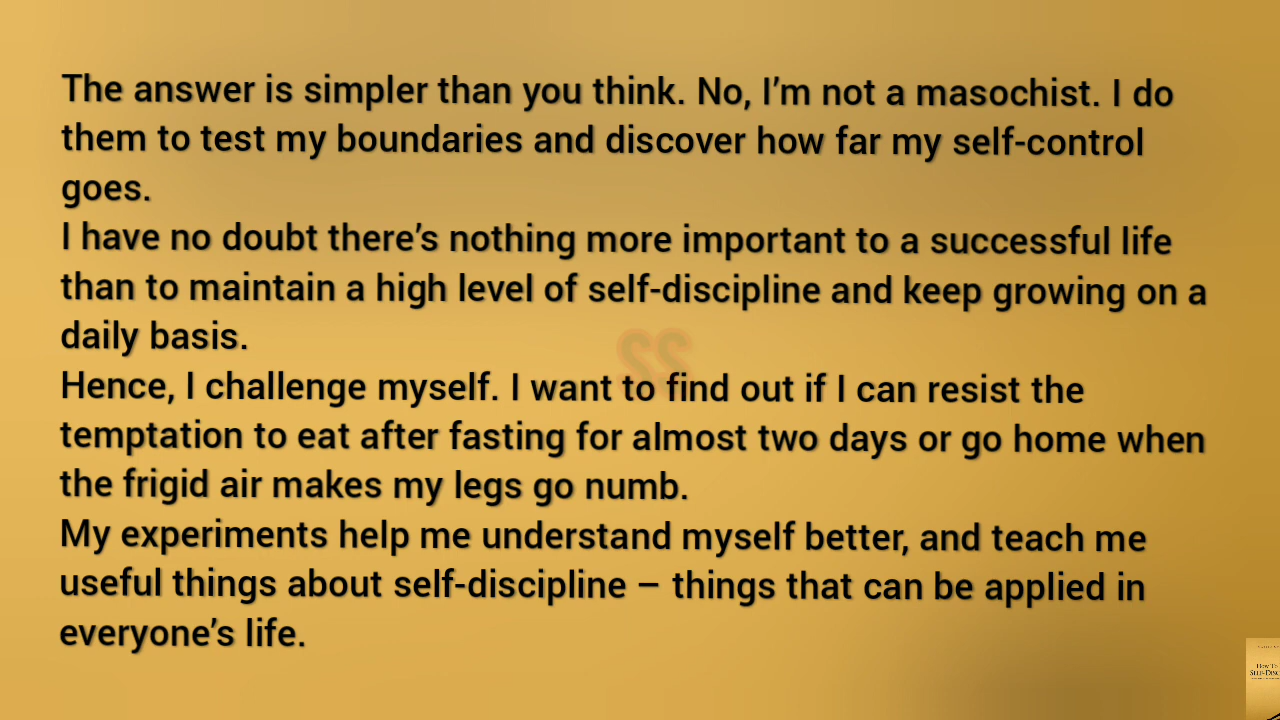 The answer is simpler than you think. No, I’m not a masochist. I do
them to test my boundaries and discover how far my self-control
goes.
I have no doubt there’s nothing more important to a successful life
than to maintain a high level of self-discipline and keep growing on a
daily basis.
Hence, I challenge myself. I want to find out if I can resist the
temptation to eat after fasting for almost two days or go home when
the frigid air makes my legs go numb.
My experiments help me understand myself better, and teach me
useful things about self-discipline – things that can be applied in
everyone’s life.
How To